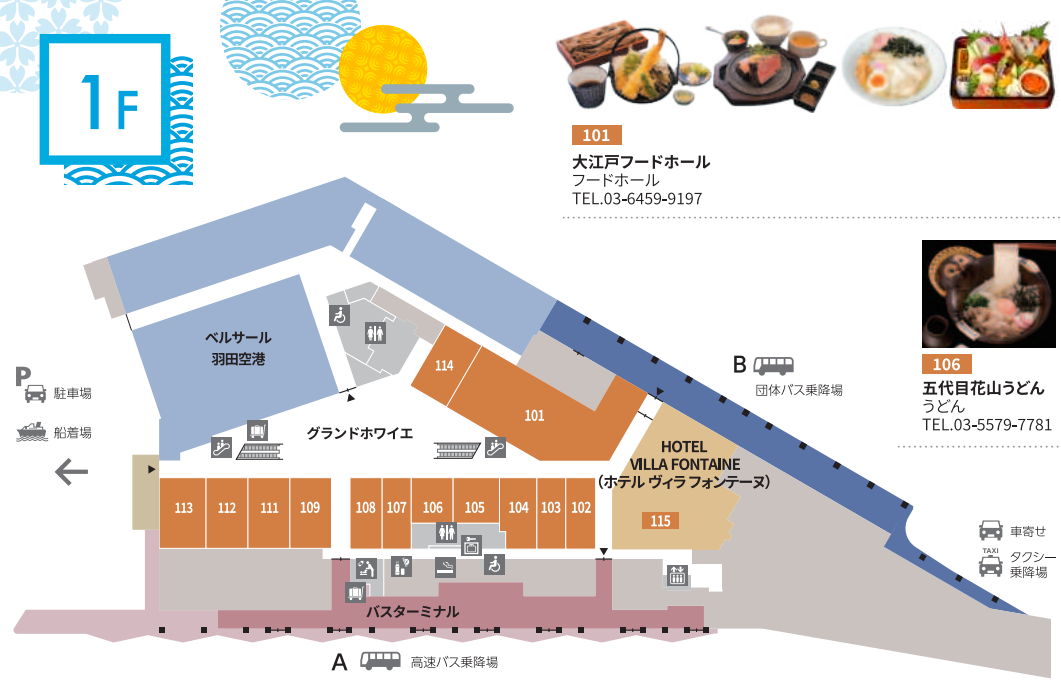 1F
101
大江戸フードホール
フードホール
TEL.03-6459-9197
106
五代目花山うどん
うどん
TEL.03-5579-7781
ベルサール
羽田空港
114
101
B
団体バス乗降場
P
駐車場
船着場
グランドホワイエ
HOTEL
VILLA FONTAINE
(ホテル ヴィラ フォンテーヌ)
115
113
112
111
109
108
107
106
105
104
103
102
車寄せ
TAXI
タクシー
乗降場
バスターミナル
A
高速バス乗降場